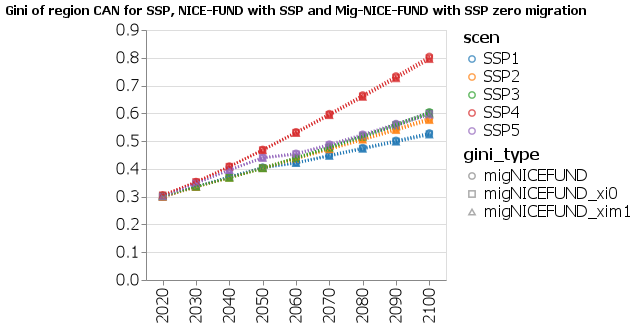 Gini of region CAN for SSP, NICE-FUND with SSP and Mig-NICE-FUND with SSP zero migration
0.9
0.8
0.7
0.6
0.5
0.4
0.3
0.2
0.1
0.0
2020
2030
2040
2050
2060
2070
2080
2090
2100
scen
SSP1
SSP2
SSP3
SSP4
SSP5
gini_type
migNICEFUND
migNICEFUND_xi0
migNICEFUND_xim1